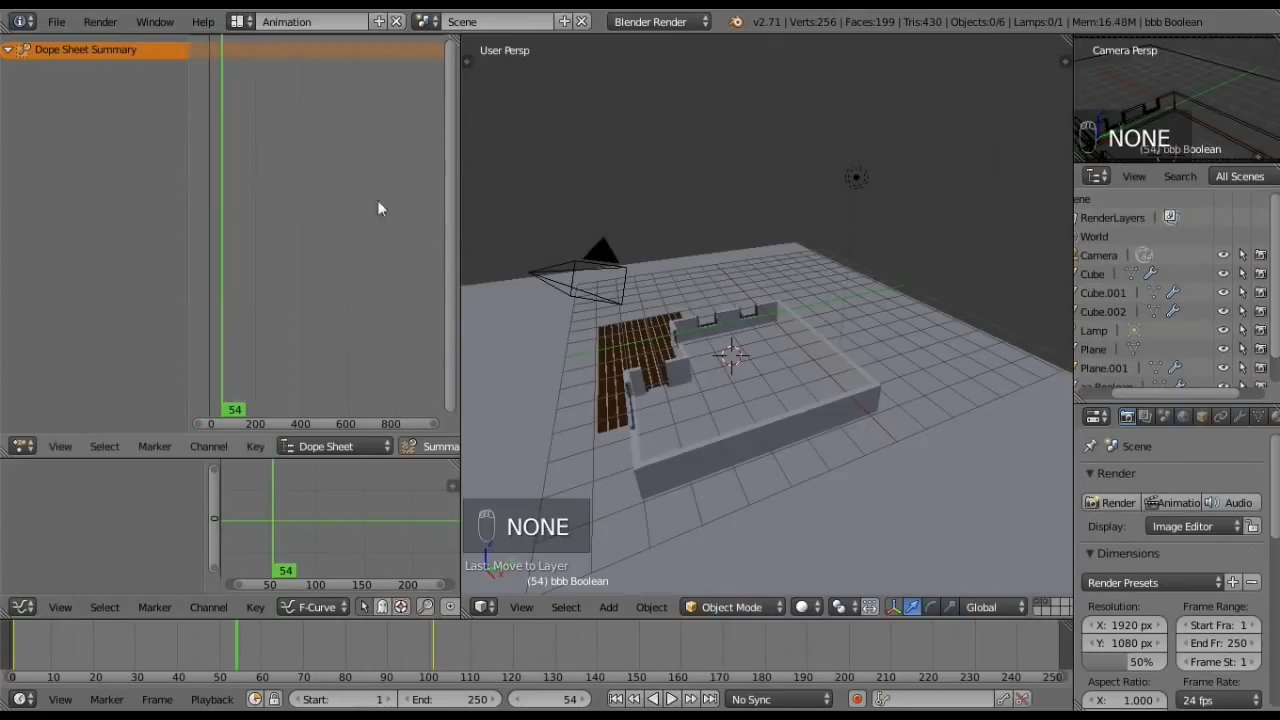 File Render Window Help Animation Scene Blender Render v2.71 | Verts:256 | Faces:199 | Tris:430 | Objects:0/6 | Lamps:0/1 | Mem:16.48M | bbb Boolean
Dope Sheet Summary
User Persp
Camera Persp
NONE
(54) bbb Boolean
View Search All Scenes
ene
RenderLayers
World
Camera
Cube
Cube.001
Cube.002
Lamp
Plane
Plane.001
54
0 200 400 600 800
View Select Marker Channel Key Dope Sheet Summa
Scene
Render
Render Animatio Audio
Display: Image Editor
Dimensions
Render Presets
Resolution: Frame Range:
X: 1920 px Start Fra: 1
Y: 1080 px End Fr: 250
50% Frame St: 1
Aspect Ratio: Frame Rate:
X: 1.000 24 fps
0
54
50 100 150 200
NONE
Last: Move to Layer
(54) bbb Boolean
View Select Marker Channel Key F-Curve
View Select Add Object Object Mode Global
0 10 20 30 40 50 60 70 80 90 100 110 120 130 140 150 160 170 180 190 200 210 220 230 240 250
View Marker Frame Playback Start: 1 End: 250 54 No Sync